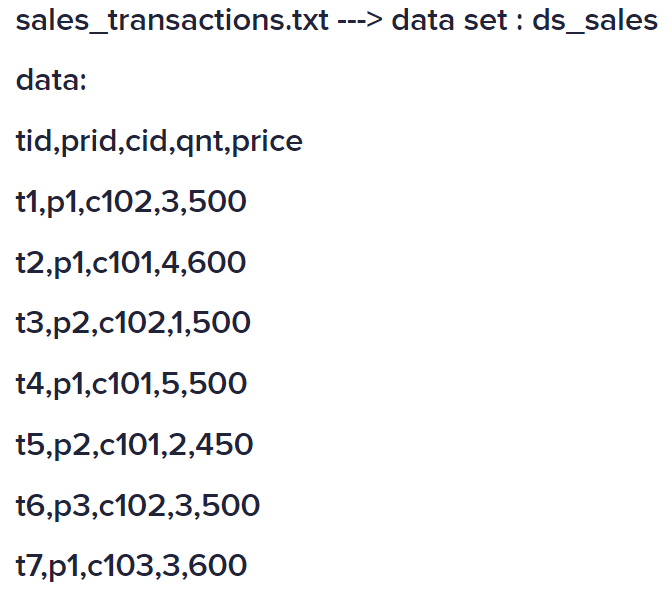 sales_transactions.txt ---> data set : ds_sales
data:
tid,prid,cid,qnt,price
t1,p1,c102,3,500
t2,p1,c101,4,600
t3,p2,c102,1,500
t4,p1,c101,5,500
t5,p2,c101,2,450
t6,p3,c102,3,500
t7,p1,c103,3,600